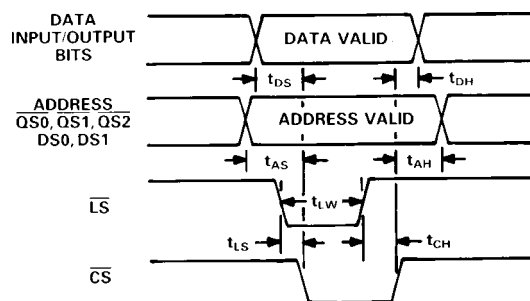 DATA
INPUT/OUTPUT
BITS
DATA VALID
tDS
tDH
ADDRESS
QS0, QS1, QS2
DS0, DS1
ADDRESS VALID
tAS
tAH
LS
tLW
tLS
tCH
CS